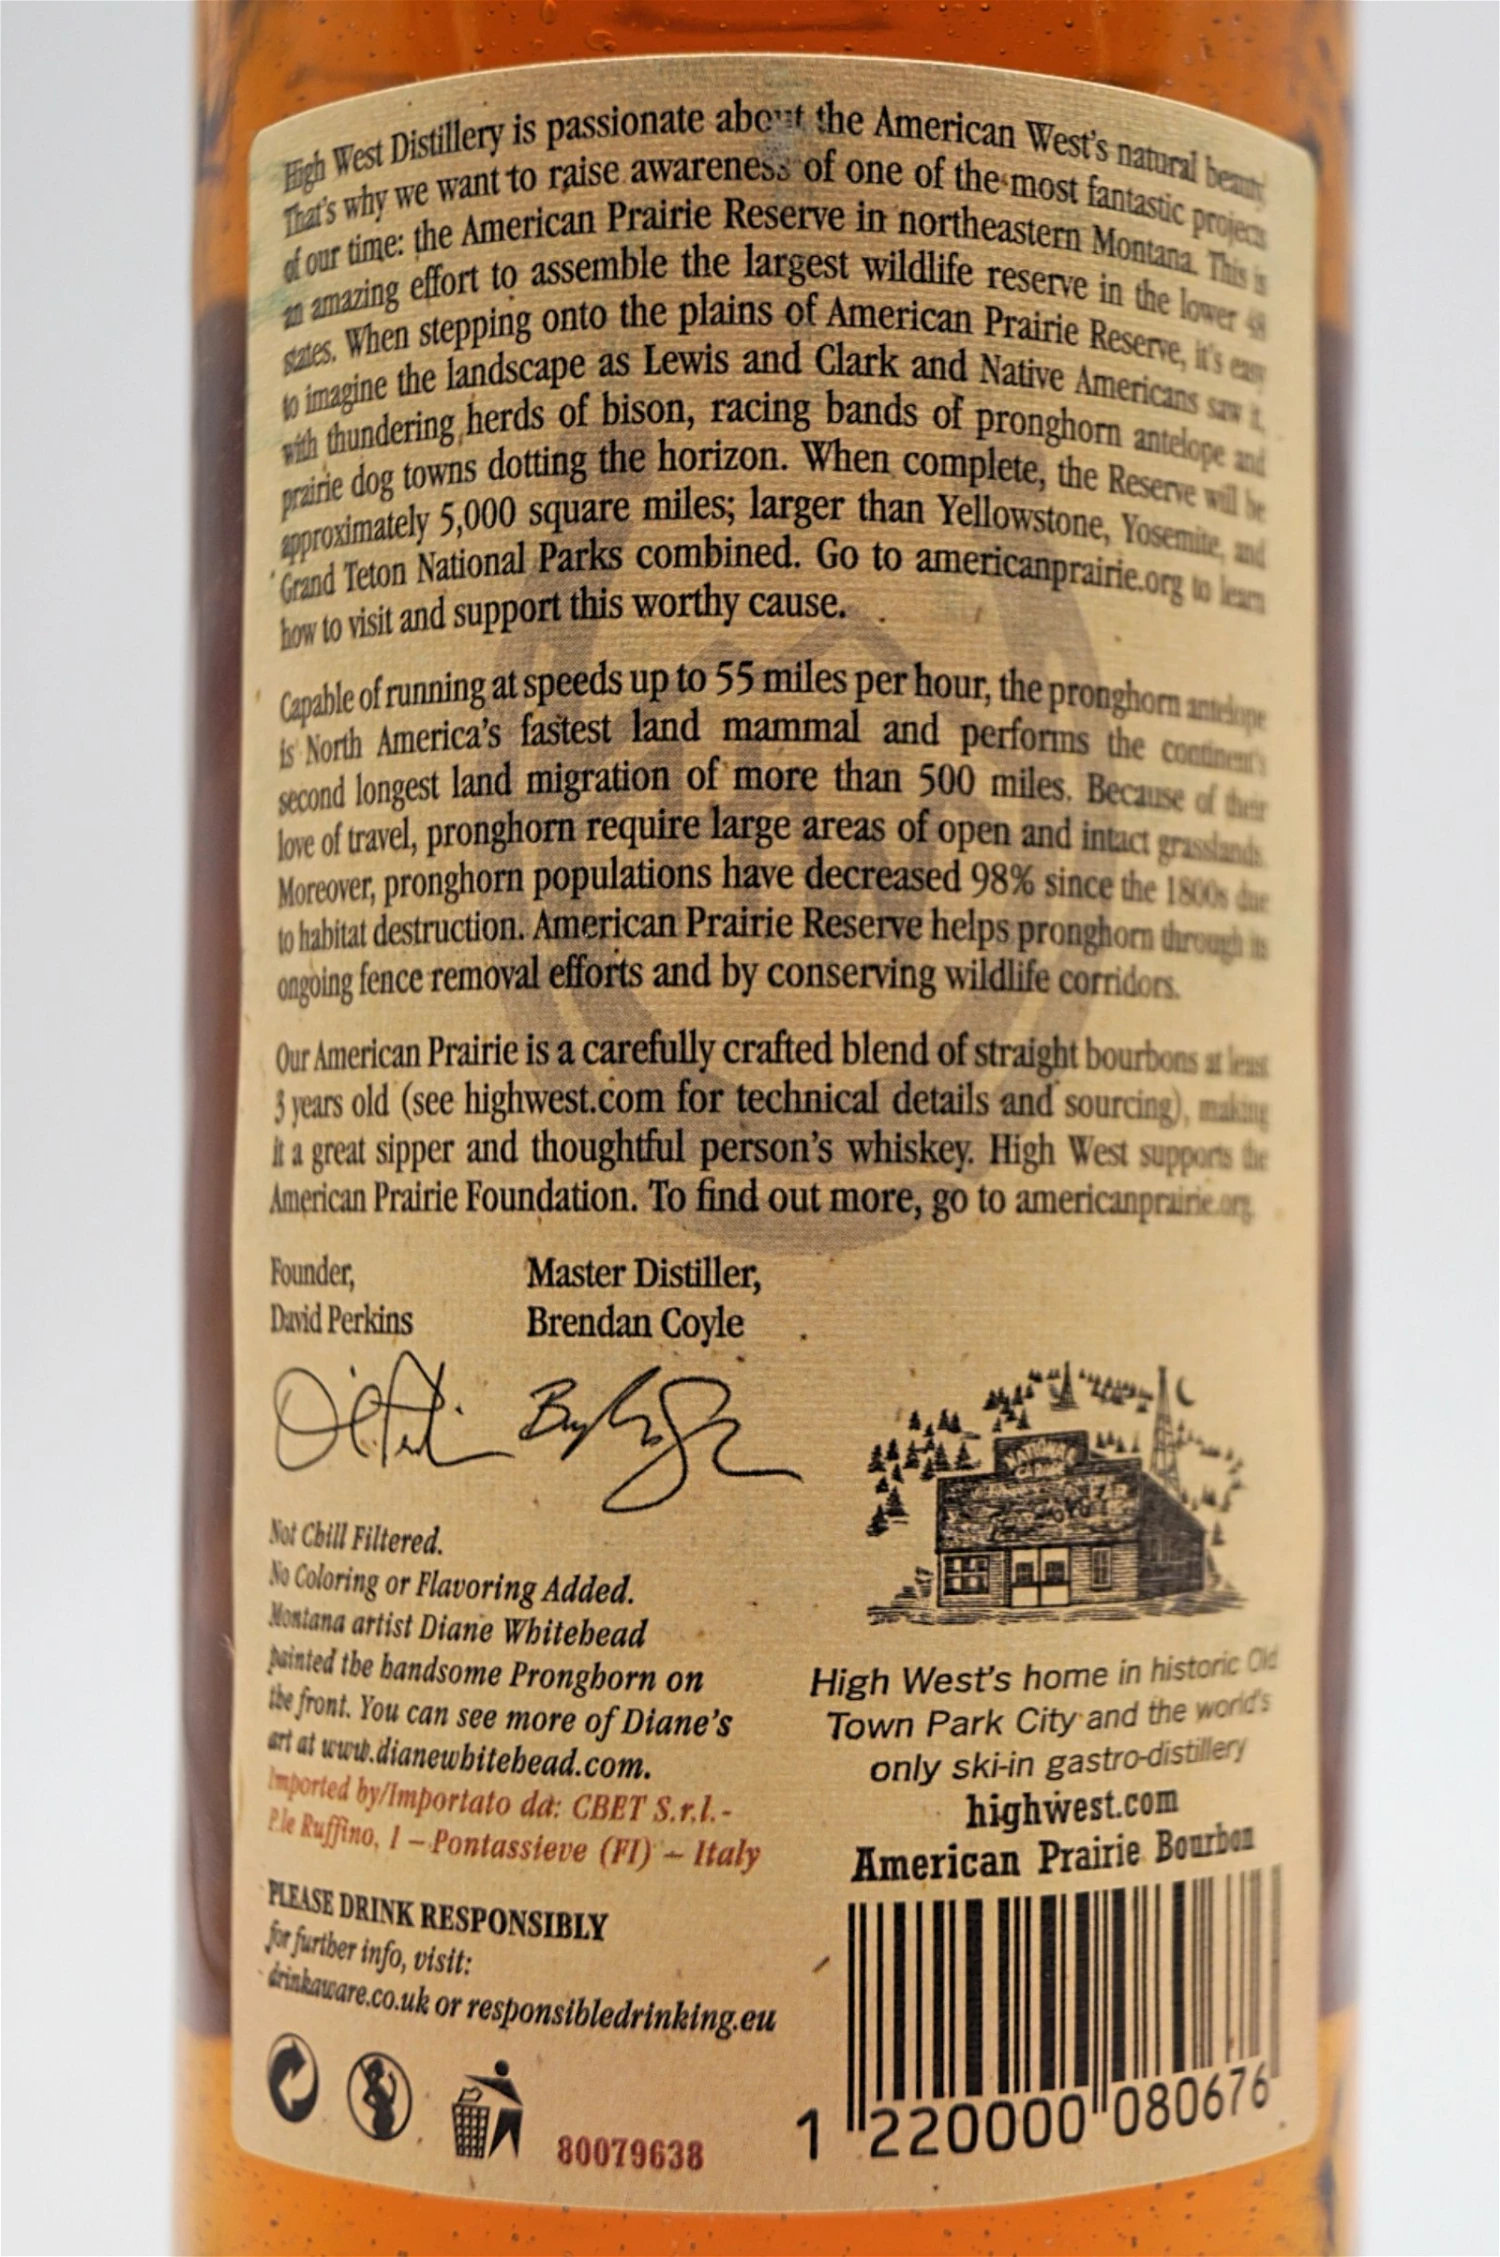 High West Distillery is passionate about the American West's natural beauty.
That's why we want to raise awareness of one of the most fantastic projects
of our time: the American Prairie Reserve in northeastern Montana. This is
an amazing effort to assemble the largest wildlife reserve in the lower 48
states. When stepping onto the plains of American Prairie Reserve, it's easy
to imagine the landscape as Lewis and Clark and Native Americans saw it,
with thundering herds of bison, racing bands of pronghorn antelope and
prairie dog towns dotting the horizon. When complete, the Reserve will be
approximately 5,000 square miles; larger than Yellowstone, Yosemite, and
Grand Teton National Parks combined. Go to americanprairie.org to learn
how to visit and support this worthy cause.
Capable of running at speeds up to 55 miles per hour, the pronghorn antelope
is North America's fastest land mammal and performs the continent's
second longest land migration of more than 500 miles. Because of their
love of travel, pronghorn require large areas of open and intact grasslands.
Moreover, pronghorn populations have decreased 98% since the 1800s due
to habitat destruction. American Prairie Reserve helps pronghorn through its
ongoing fence removal efforts and by conserving wildlife corridors.
Our American Prairie is a carefully crafted blend of straight bourbons at least
3 years old (see highwest.com for technical details and sourcing), making
it a great sipper and thoughtful person's whiskey. High West supports the
American Prairie Foundation. To find out more, go to americanprairie.org.
Founder,
David Perkins
Master Distiller,
Brendan Coyle
Not Chill Filtered.
No Coloring or Flavoring Added.
Montana artist Diane Whitehead
painted the handsome Pronghorn on
the front. You can see more of Diane's
art at www.dianewhitehead.com.
Imported by/Importato da: CBET S.r.l.-
P.le Ruffino, 1 – Pontassieve (FI) – Italy
PLEASE DRINK RESPONSIBLY
for further info, visit:
drinkaware.co.uk or responsibledrinking.eu
80079638
High West's home in historic Old
Town Park City and the world's
only ski-in gastro-distillery
highwest.com
American Prairie Bourbon
1 220000 080676